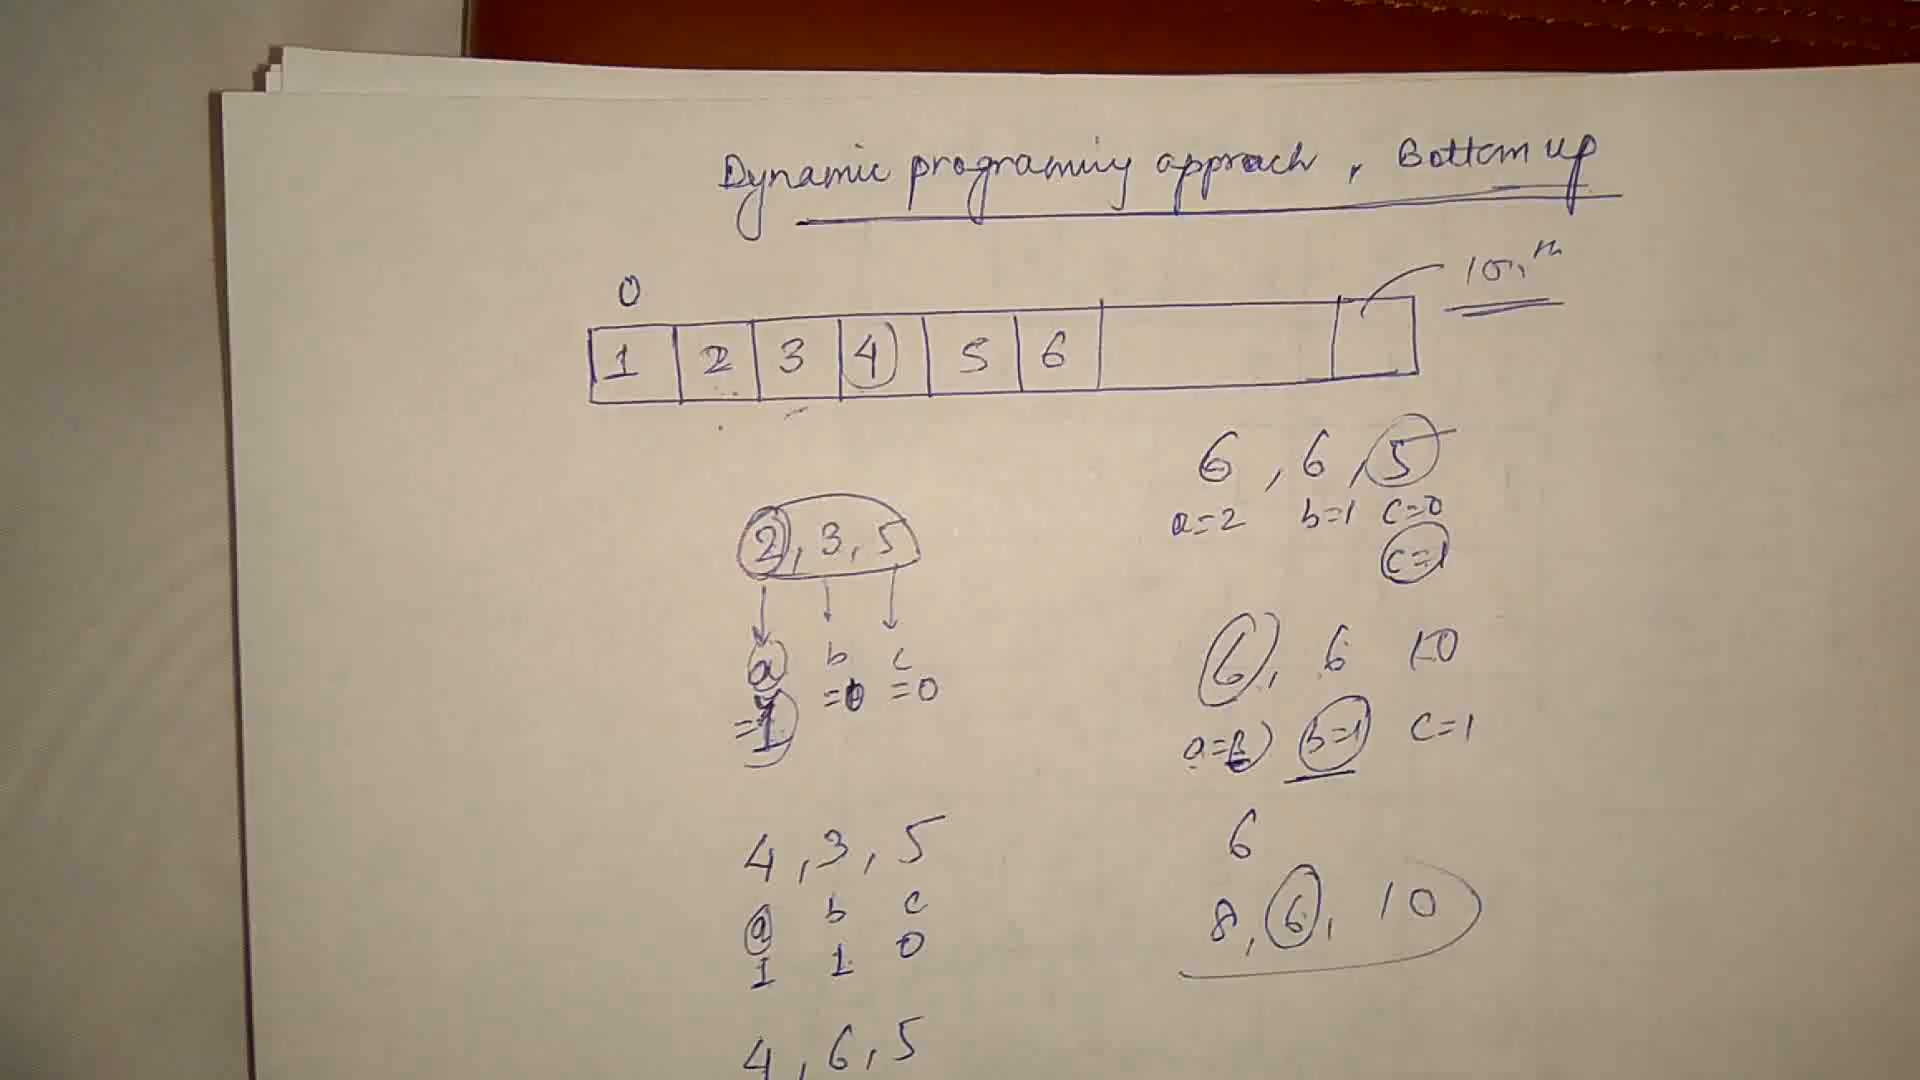 Dynamic programing approach, Bottom up
0
1 2 3 4 5 6
6, 6, 5
a=2 b=1 c=0
c=1
2, 3, 5
a b c
=1 =0 =0
6, 6 10
b=1 c=1
4, 3, 5
a b c
1 1 0
6
8, 6, 10
4, 6, 5